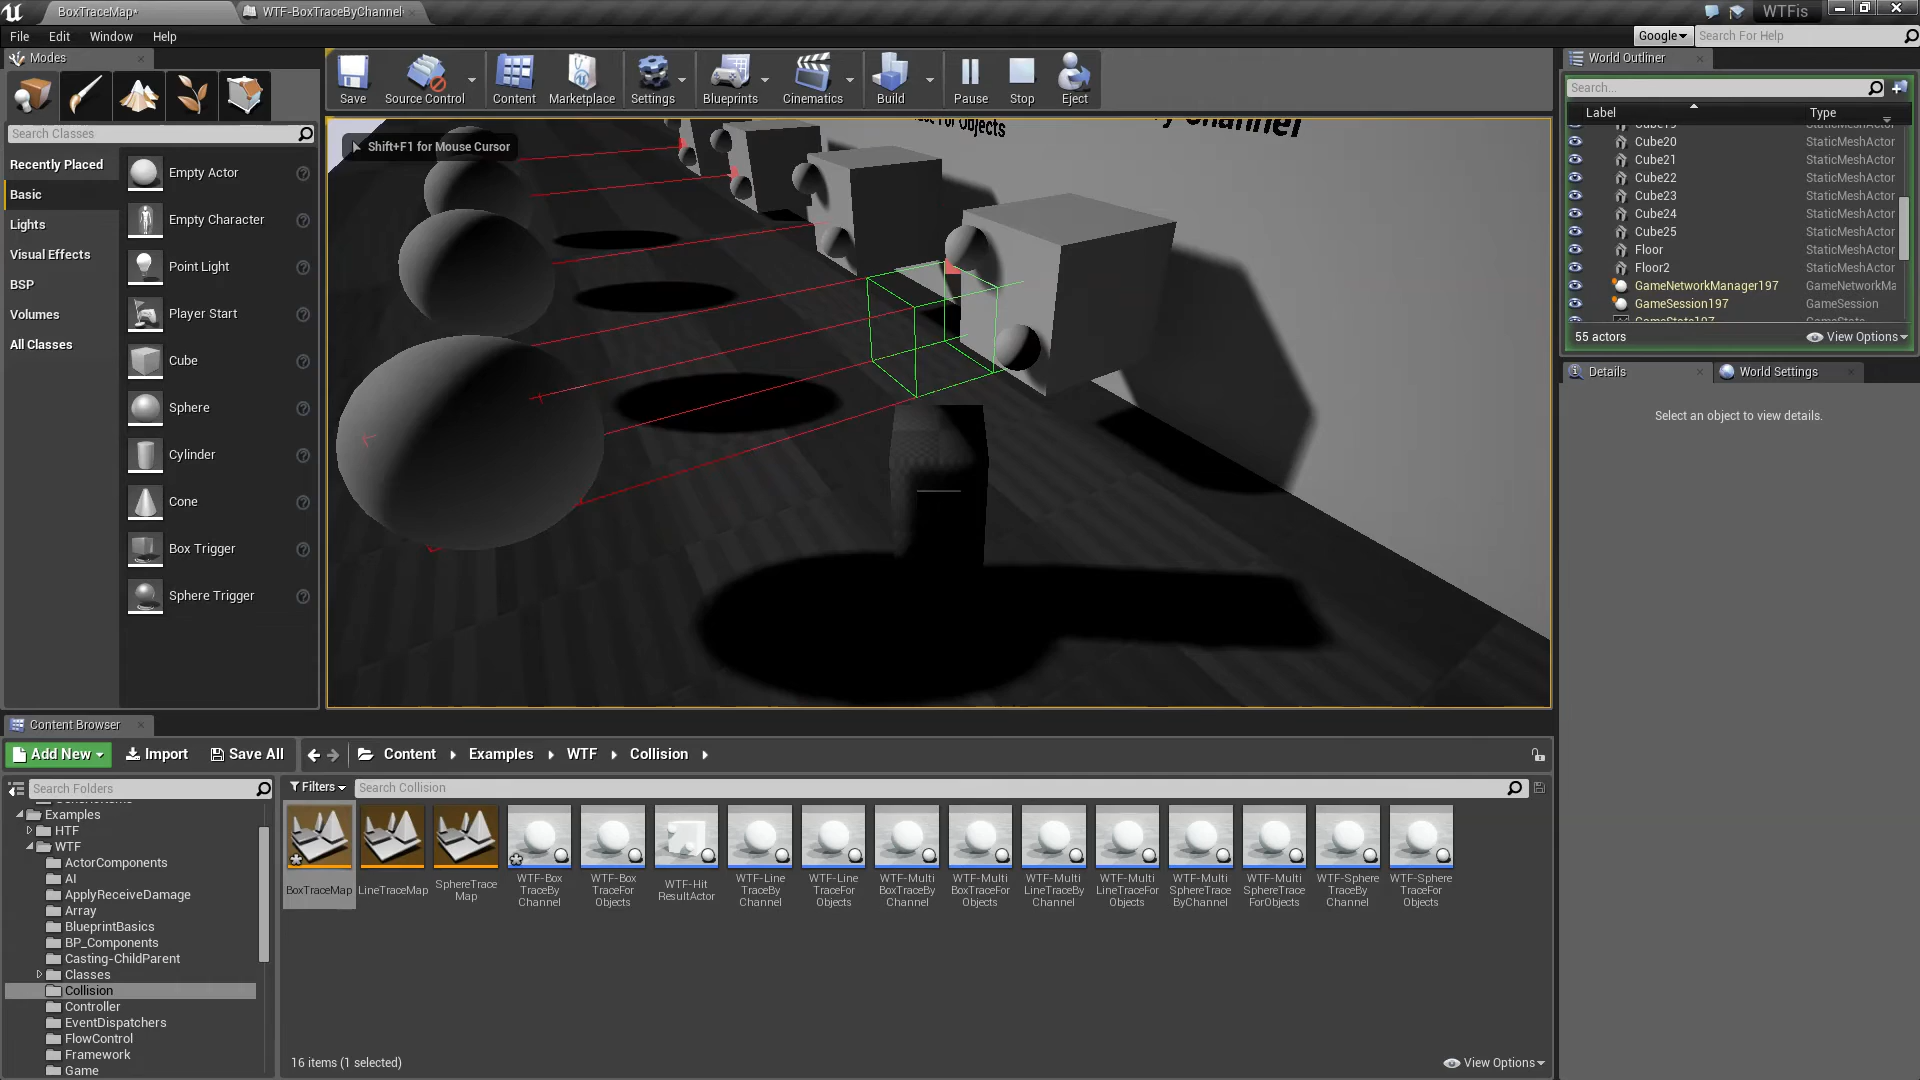 BoxTraceMap*
WTF-BoxTraceByChannel
WTFis
File Edit Window Help
Google
Search For Help
Modes
Search Classes
Recently Placed
Basic
Lights
Visual Effects
BSP
Volumes
All Classes
Empty Actor
Empty Character
Point Light
Player Start
Cube
Sphere
Cylinder
Cone
Box Trigger
Sphere Trigger
Save
Source Control
Content
Marketplace
Settings
Blueprints
Cinematics
Build
Pause
Stop
Eject
Shift+F1 for Mouse Cursor
For Objects
Channel
World Outliner
Search...
Label Type
Cube19 StaticMeshActor
Cube20 StaticMeshActor
Cube21 StaticMeshActor
Cube22 StaticMeshActor
Cube23 StaticMeshActor
Cube24 StaticMeshActor
Cube25 StaticMeshActor
Floor StaticMeshActor
Floor2 StaticMeshActor
GameNetworkManager197 GameNetworkMa
GameSession197 GameSession
GameState197 GameState
55 actors
View Options
Details
World Settings
Select an object to view details.
Content Browser
Add New
Import
Save All
Content
Examples
WTF
Collision
Search Folders
Filters
Search Collision
Examples
HTF
WTF
ActorComponents
AI
ApplyReceiveDamage
Array
BlueprintBasics
BP_Components
Casting-ChildParent
Classes
Collision
Controller
EventDispatchers
FlowControl
Framework
Game
BoxTraceMap
LineTraceMap
SphereTrace
Map
WTF-Box
TraceBy
Channel
WTF-Box
TraceFor
Objects
WTF-Hit
ResultActor
WTF-Line
TraceBy
Channel
WTF-Line
TraceFor
Objects
WTF-Multi
BoxTraceBy
Channel
WTF-Multi
BoxTraceFor
Objects
WTF-Multi
LineTraceBy
Channel
WTF-Multi
LineTraceFor
Objects
WTF-Multi
SphereTrace
ByChannel
WTF-Multi
SphereTrace
ForObjects
WTF-Sphere
TraceBy
Channel
WTF-Sphere
TraceFor
Objects
16 items (1 selected)
View Options